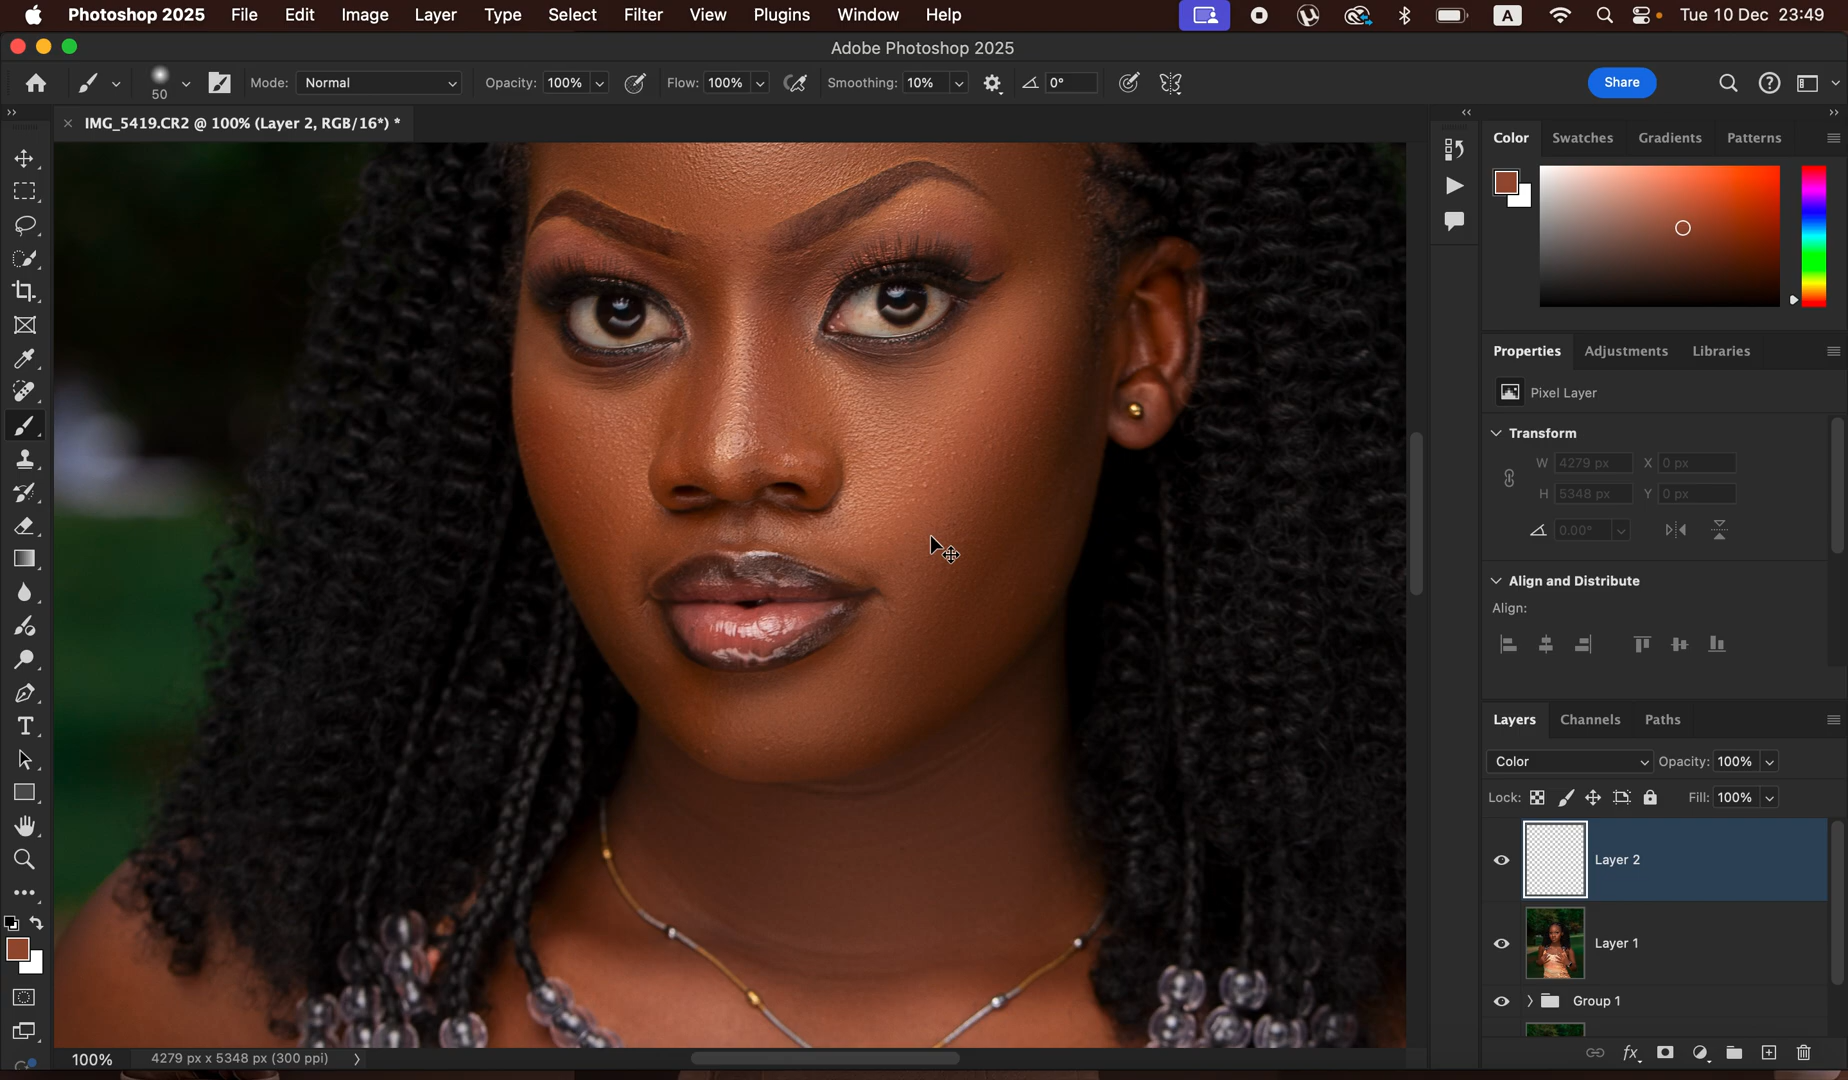 Photoshop 2025 File Edit Image Layer Type Select Filter View Plugins Window Help A Tue 10 Dec 23:49
Adobe Photoshop 2025
50 Mode: Normal Opacity: 100% Flow: 100% Smoothing: 10% 0° Share
IMG_5419.CR2 @ 100% (Layer 2, RGB/16*) *
Color Swatches Gradients Patterns
Properties Adjustments Libraries
Pixel Layer
Transform
W 4279 px X 0 px
H 5348 px Y 0 px
0.00°
Align and Distribute
Align:
Layers Channels Paths
Color Opacity: 100%
Lock: Fill: 100%
Layer 2
Layer 1
Group 1
fx
100% 4279 px x 5348 px (300 ppi)